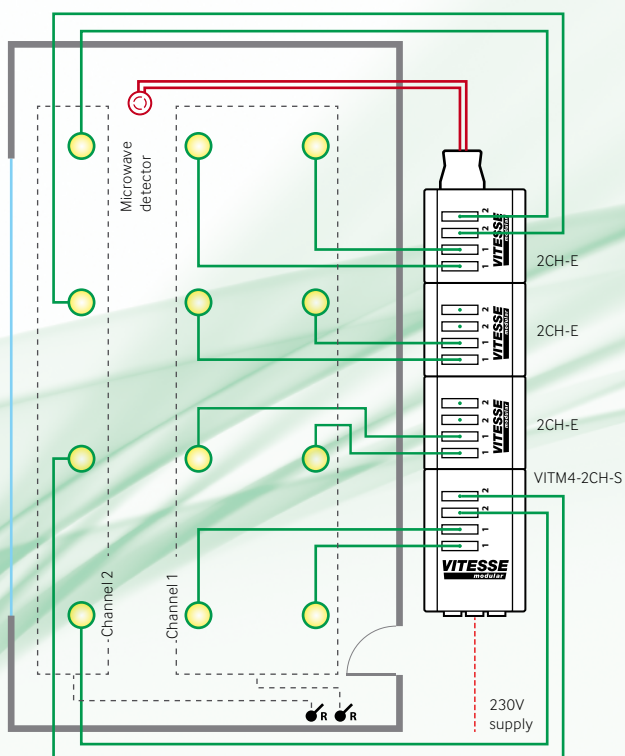 Microwave
detector
2
2
1
1
VITESSE
modular
2CH-E
2
2
1
1
VITESSE
modular
2CH-E
2
2
1
1
VITESSE
modular
2CH-E
VITM4-2CH-S
2
2
1
1
VITESSE
modular
Channel 2
Channel 1
R
R
230V
supply